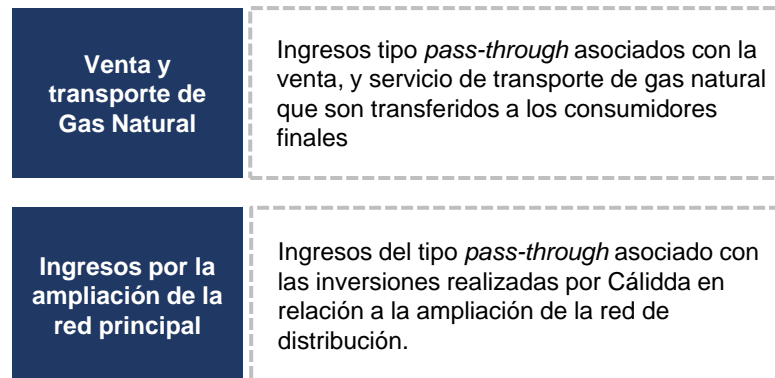 Venta y
transporte de
Gas Natural
Ingresos tipo pass-through asociados con la
venta, y servicio de transporte de gas natural
que son transferidos a los consumidores
finales
Ingresos por la
ampliación de la
red principal
Ingresos del tipo pass-through asociado con
las inversiones realizadas por Cálidda en
relación a la ampliación de la red de
distribución.